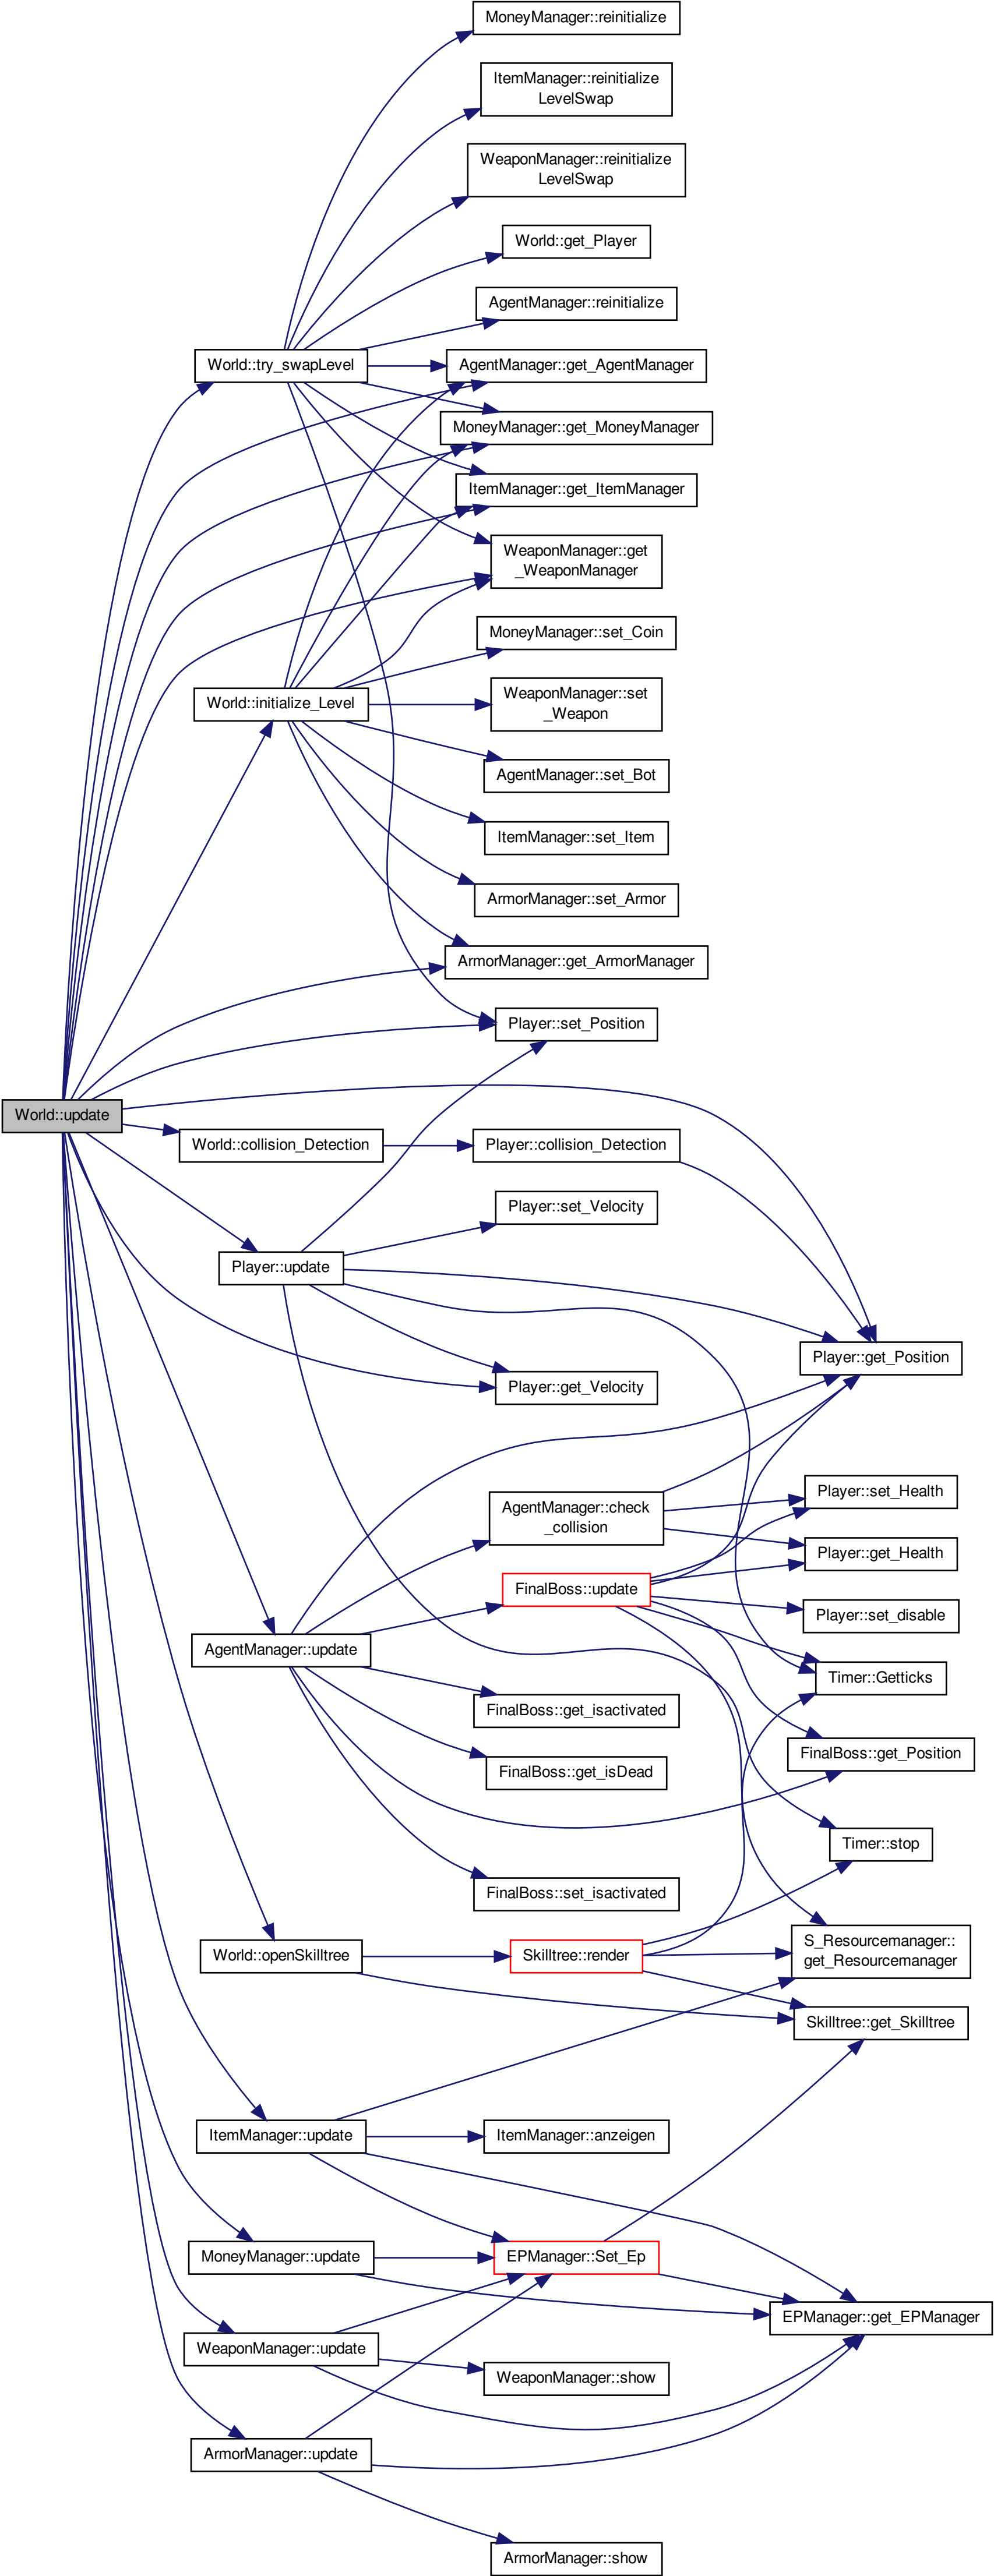 MoneyManager::reinitialize
ItemManager::reinitialize
LevelSwap
WeaponManager::reinitialize
LevelSwap
World::get_Player
AgentManager::reinitialize
World::try_swapLevel
AgentManager::get_AgentManager
MoneyManager::get_MoneyManager
ItemManager::get_ItemManager
WeaponManager::get
_WeaponManager
MoneyManager::set_Coin
World::initialize_Level
WeaponManager::set
_Weapon
AgentManager::set_Bot
ItemManager::set_Item
ArmorManager::set_Armor
ArmorManager::get_ArmorManager
Player::set_Position
World::update
World::collision_Detection
Player::collision_Detection
Player::set_Velocity
Player::update
Player::get_Position
Player::get_Velocity
Player::set_Health
AgentManager::check
_collision
Player::get_Health
FinalBoss::update
Player::set_disable
AgentManager::update
Timer::Getticks
FinalBoss::get_isactivated
FinalBoss::get_Position
FinalBoss::get_isDead
Timer::stop
FinalBoss::set_isactivated
World::openSkilltree
Skilltree::render
S_Resourcemanager::
get_Resourcemanager
Skilltree::get_Skilltree
ItemManager::update
ItemManager::anzeigen
MoneyManager::update
EPManager::Set_Ep
EPManager::get_EPManager
WeaponManager::update
WeaponManager::show
ArmorManager::update
ArmorManager::show